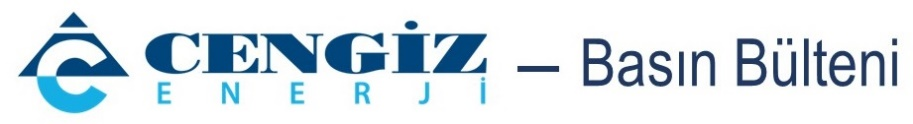 CENGİZ — Basın Bülteni
ENERJİ